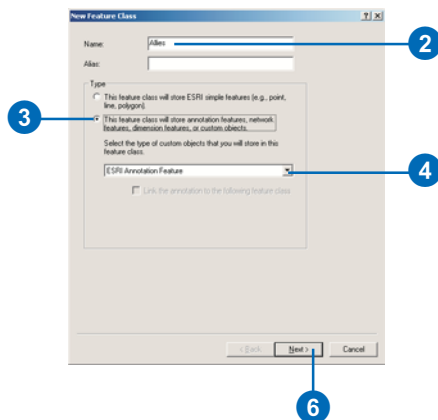 New Feature Class
Name:
Allies
2
Alias:
Type
This feature class will store ESRI simple features (e.g., point,
line, polygon).
3
This feature class will store annotation features, network
features, dimension features, or custom objects.
Select the type of custom objects that you will store in this
feature class.
ESRI Annotation Feature
4
Link the annotation to the following feature class
< Back
Next >
Cancel
6